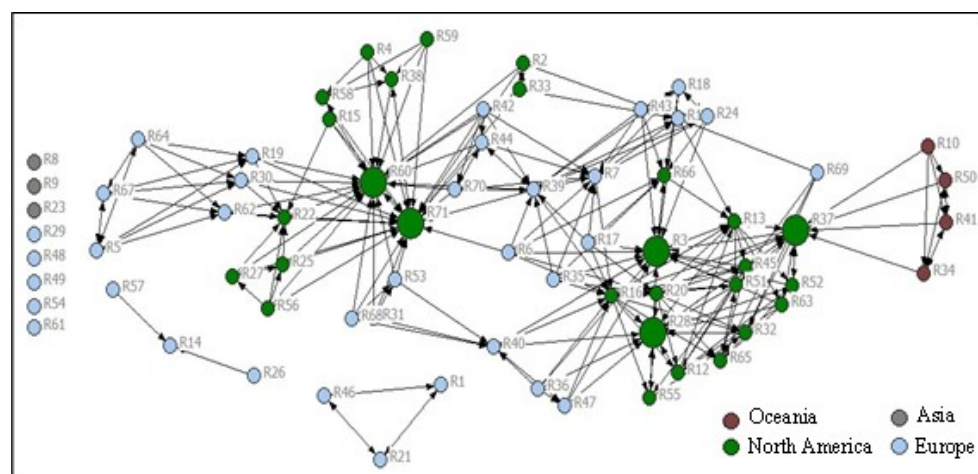 R59
R4
R38
R2
R58
R33
R18
R15
R42
R43
R1
R24
R64
R44
R8
R19
R10
R9
R30
R60
R70
R39
R7
R66
R69
R50
R67
R23
R62
R22
R71
R13
R37
R41
R29
R5
R6
R17
R3
R48
R25
R45
R27
R53
R35
R34
R49
R57
R16
R20
R51
R52
R56
R63
R54
R68
R31
R28
R32
R61
R14
R40
R65
R26
R12
R46
R1
R36
R55
R47
R21
Oceania
Asia
North America
Europe